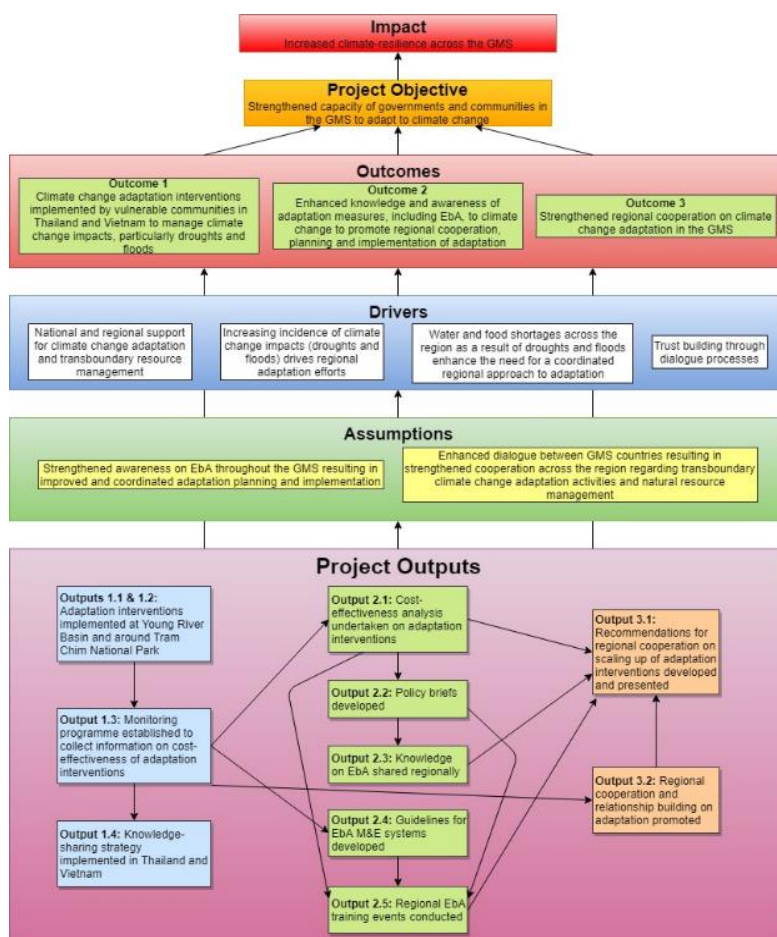 Impact
Increased climate-resilience across the GMS
Project Objective
Strengthened capacity of governments and communities in
the GMS to adapt to climate change
Outcomes
Outcome 1
Climate change adaptation interventions
implemented by vulnerable communities in
Thailand and Vietnam to manage climate
change impacts, particularly droughts and
floods
Outcome 2
Enhanced knowledge and awareness of
adaptation measures, including EbA, to climate
change to promote regional cooperation,
planning and implementation of adaptation
Outcome 3
Strengthened regional cooperation on climate
change adaptation in the GMS
Drivers
National and regional support
for climate change adaptation
and transboundary resource
management
Increasing incidence of climate
change impacts (droughts and
floods) drives regional
adaptation efforts
Water and food shortages across the
region as a result of droughts and floods
enhance the need for a coordinated
regional approach to adaptation
Trust building through
dialogue processes
Assumptions
Strengthened awareness on EbA throughout the GMS resulting in
improved and coordinated adaptation planning and implementation
Enhanced dialogue between GMS countries resulting in
strengthened cooperation across the region regarding transboundary
climate change adaptation activities and natural resource
management
Project Outputs
Outputs 1.1 & 1.2:
Adaptation interventions
implemented at Young River
Basin and around Tram
Chim National Park
Output 1.3: Monitoring
programme established to
collect information on cost-
effectiveness of adaptation
interventions
Output 1.4: Knowledge-
sharing strategy
implemented in Thailand and
Vietnam
Output 2.1: Cost-
effectiveness analysis
undertaken on adaptation
interventions
Output 2.2: Policy briefs
developed
Output 2.3: Knowledge
on EbA shared regionally
Output 2.4: Guidelines for
EbA M&E systems
developed
Output 2.5: Regional EbA
training events conducted
Output 3.1:
Recommendations for
regional cooperation on
scaling up of adaptation
interventions developed
and presented
Output 3.2: Regional
cooperation and
relationship building on
adaptation promoted